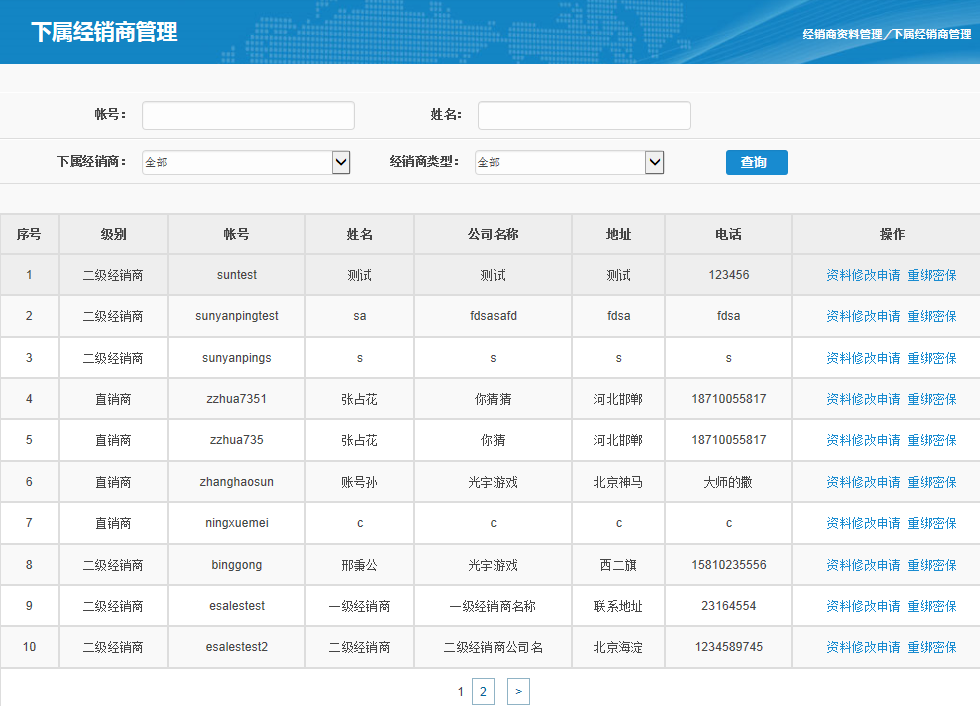 下属经销商管理
经销商资料管理／下属经销商管理
帐号： 姓名：
下属经销商： 全部 经销商类型： 全部 查询
序号 级别 帐号 姓名 公司名称 地址 电话 操作
1 二级经销商 suntest 测试 测试 测试 123456 资料修改申请 重绑密保
2 二级经销商 sunyanpingtest sa fdsasafd fdsa fdsa 资料修改申请 重绑密保
3 二级经销商 sunyanpings s s s s 资料修改申请 重绑密保
4 直销商 zzhua7351 张占花 你猜猜 河北邯郸 18710055817 资料修改申请 重绑密保
5 直销商 zzhua735 张占花 你猜 河北邯郸 18710055817 资料修改申请 重绑密保
6 直销商 zhanghaosun 账号孙 光宇游戏 北京神马 大师的撒 资料修改申请 重绑密保
7 直销商 ningxuemei c c c c 资料修改申请 重绑密保
8 二级经销商 binggong 邢秉公 光宇游戏 西二旗 15810235556 资料修改申请 重绑密保
9 二级经销商 esalestest 一级经销商 一级经销商名称 联系地址 23164554 资料修改申请 重绑密保
10 二级经销商 esalestest2 二级经销商 二级经销商公司名 北京海淀 1234589745 资料修改申请 重绑密保
1 2 >